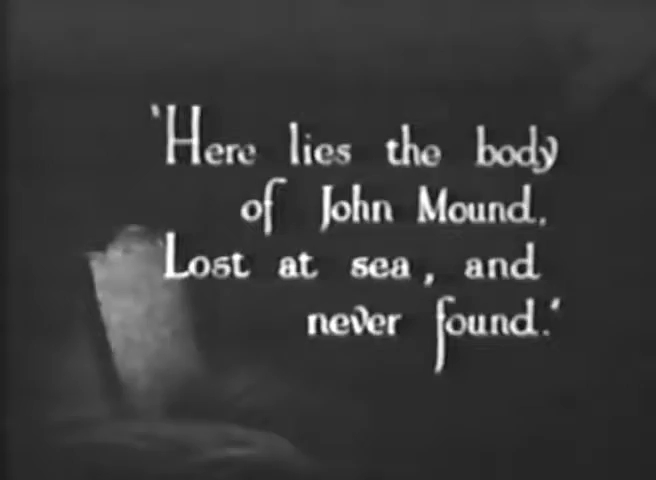 'Here lies the body
of John Mound.
Lost at sea, and
never found.'